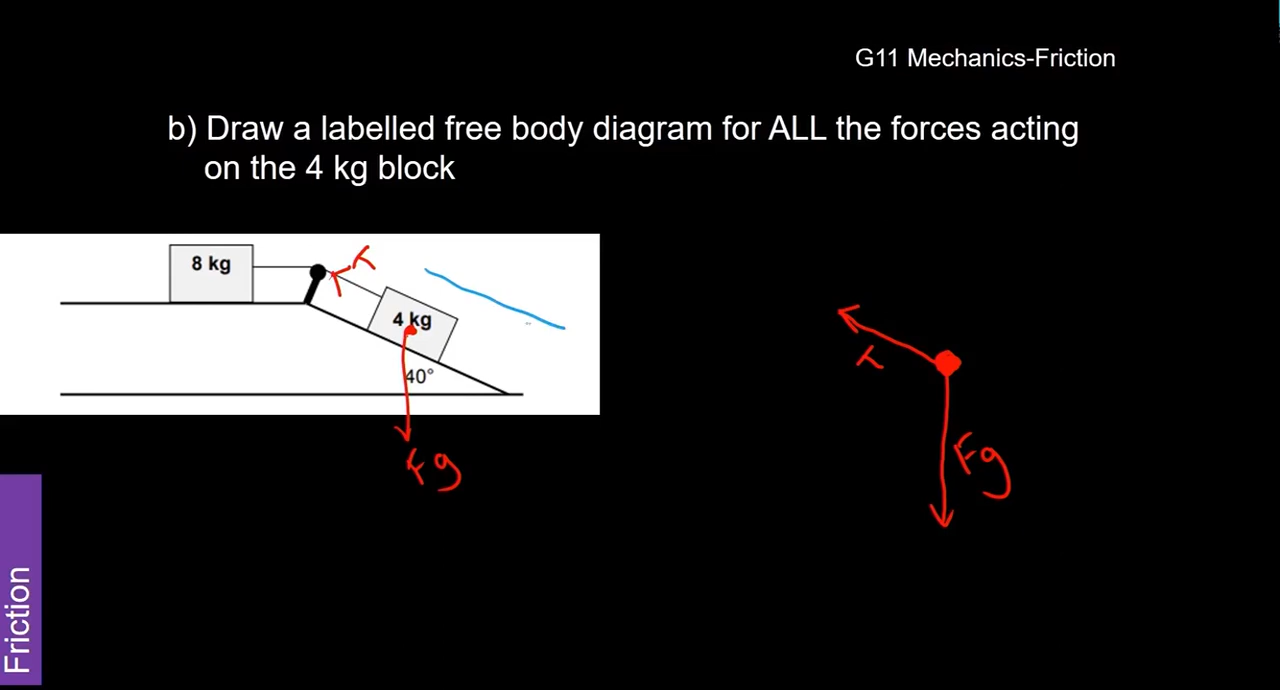 G11 Mechanics-Friction
b) Draw a labelled free body diagram for ALL the forces acting
on the 4 kg block
8 kg
T
4 kg
40°
Fg
T
Fg
Friction